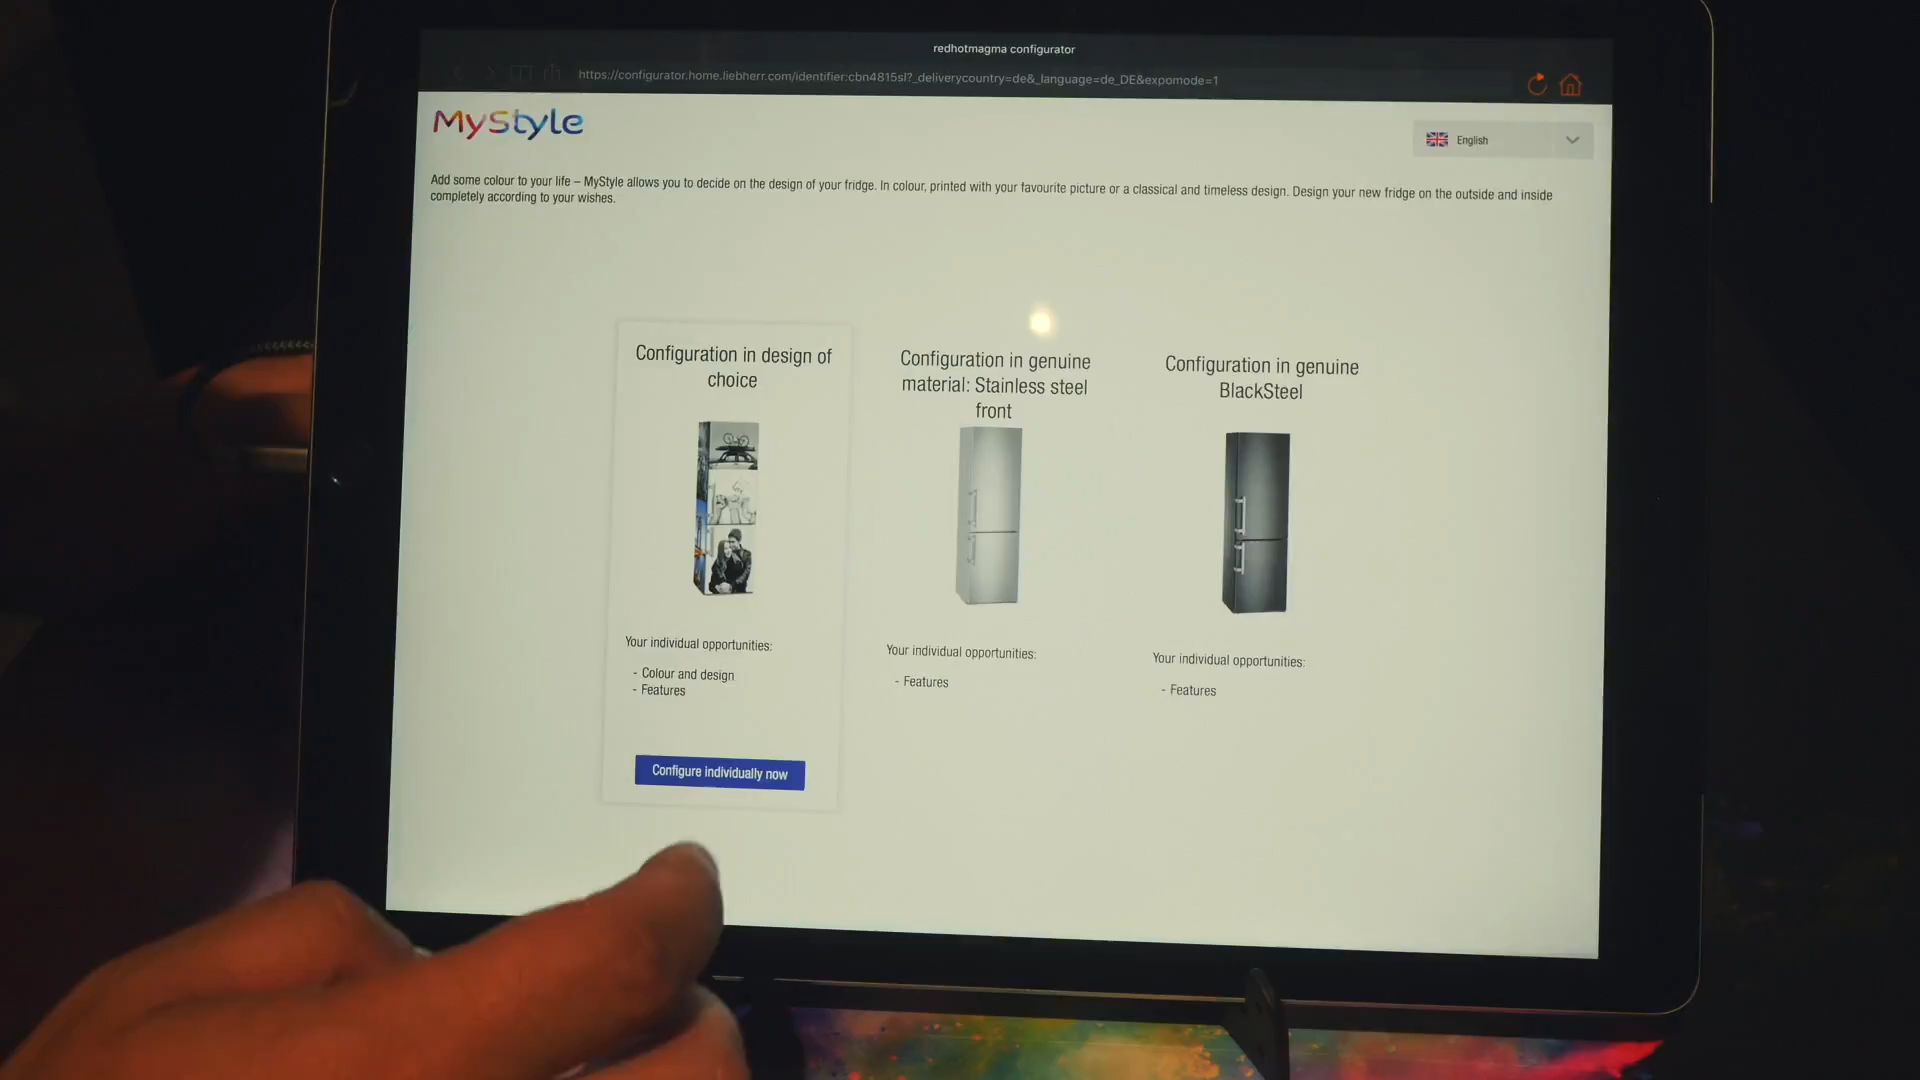 redhotmagma configurator
https://configurator.home.liebherr.com/identifier:cbn4815sl?_deliverycountry=de&_language=de_DE&expomode=1
MyStyle
English
Add some colour to your life – MyStyle allows you to decide on the design of your fridge. In colour, printed with your favourite picture or a classical and timeless design. Design your new fridge on the outside and inside
completely according to your wishes.
Configuration in design of
choice
Your individual opportunities:
- Colour and design
- Features
Configure individually now
Configuration in genuine
material: Stainless steel
front
Your individual opportunities:
- Features
Configuration in genuine
BlackSteel
Your individual opportunities:
- Features